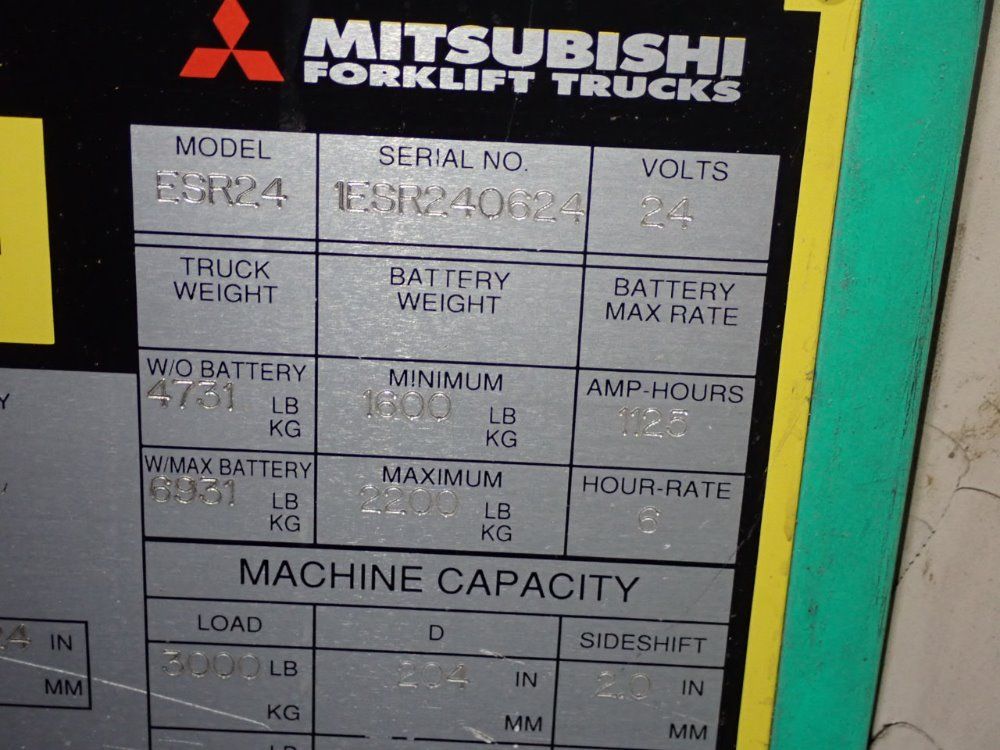 MITSUBISHI
FORKLIFT TRUCKS
MODEL SERIAL NO. VOLTS
ESR24 1ESR240624 24
TRUCK WEIGHT BATTERY WEIGHT BATTERY MAX RATE
W/O BATTERY MINIMUM AMP-HOURS
4731 LB 1600 LB 1125
KG KG
W/MAX BATTERY MAXIMUM HOUR-RATE
6931 LB 2200 LB 6
KG KG
MACHINE CAPACITY
LOAD D SIDESHIFT
IN 3000 LB 204 IN 2.0 IN
MM KG MM MM